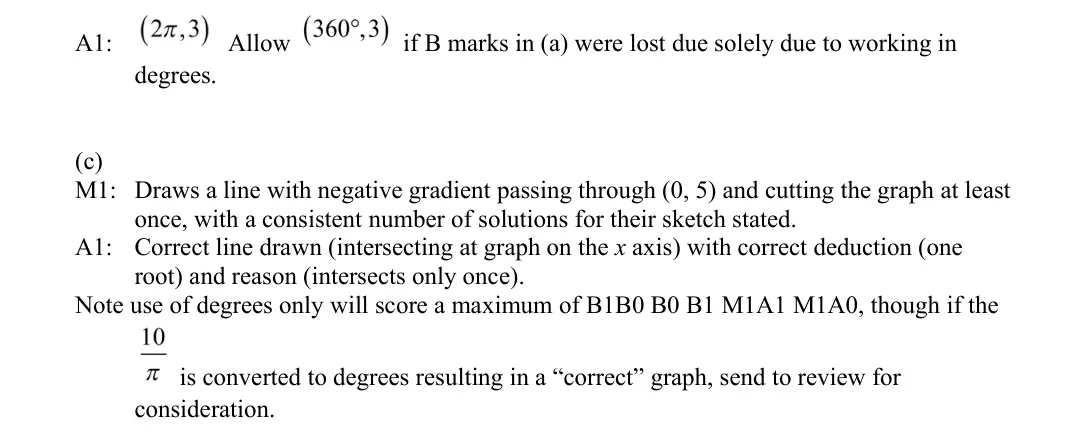 A1: (2π,3) Allow (360°,3) if B marks in (a) were lost due solely due to working in
degrees.
(c)
M1: Draws a line with negative gradient passing through (0, 5) and cutting the graph at least
once, with a consistent number of solutions for their sketch stated.
A1: Correct line drawn (intersecting at graph on the x axis) with correct deduction (one
root) and reason (intersects only once).
Note use of degrees only will score a maximum of B1B0 B0 B1 M1A1 M1A0, though if the
10
π is converted to degrees resulting in a “correct” graph, send to review for
consideration.